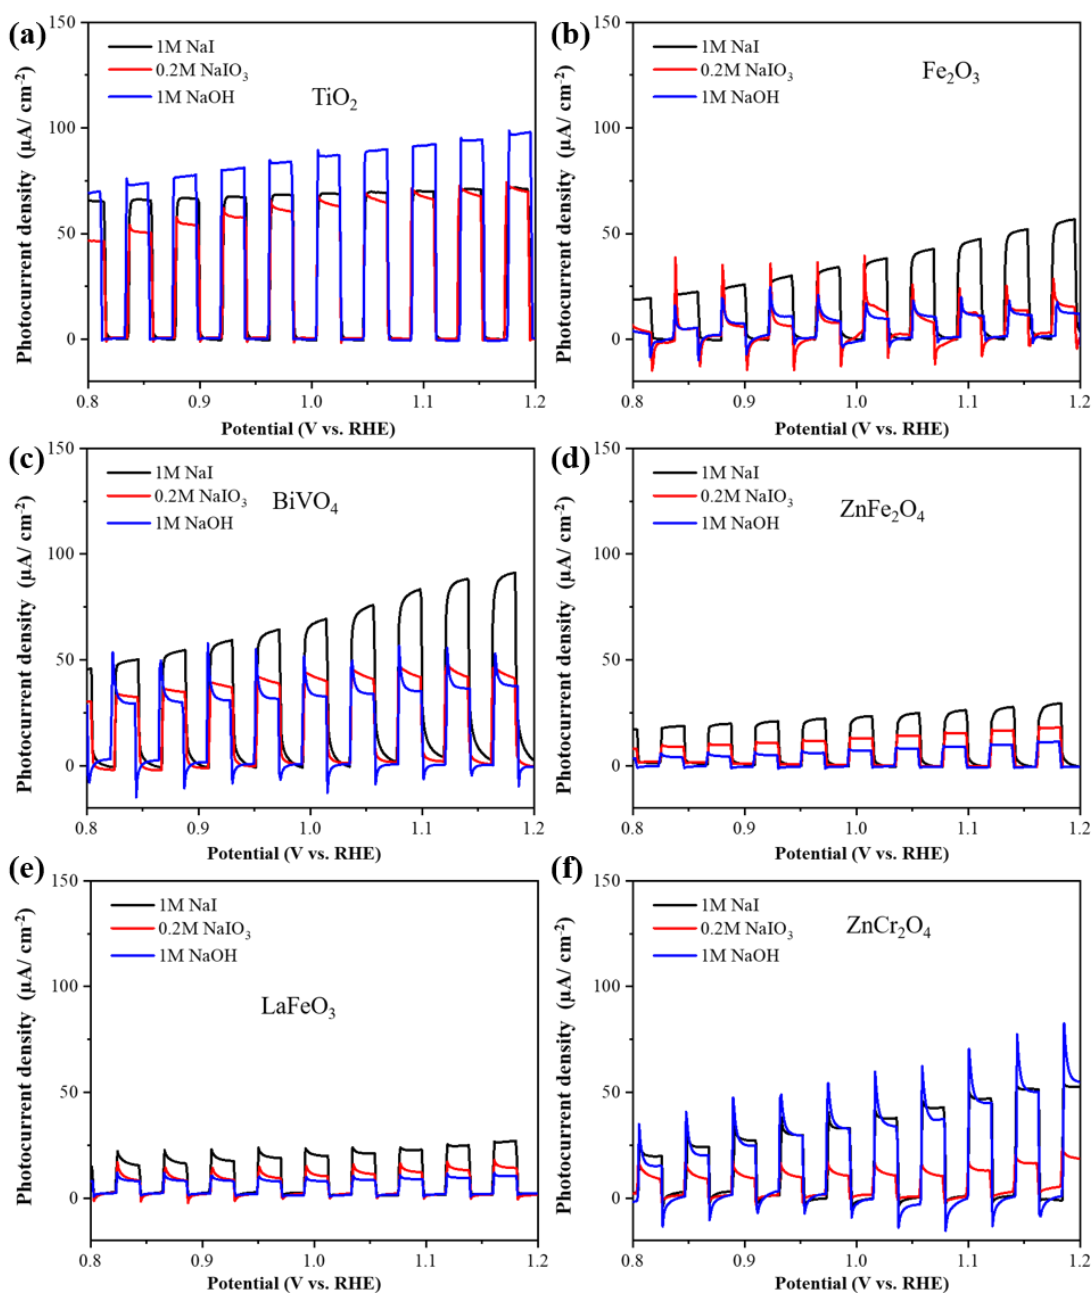 (a)
150
100
50
0
Photocurrent density (μA/ cm⁻²)
1M NaI
0.2M NaIO₃
1M NaOH
TiO₂
0.8 0.9 1.0 1.1 1.2
Potential (V vs. RHE)
(b)
150
100
50
0
Photocurrent density (μA/ cm⁻²)
1M NaI
0.2M NaIO₃
1M NaOH
Fe₂O₃
0.8 0.9 1.0 1.1 1.2
Potential (V vs. RHE)
(c)
150
100
50
0
Photocurrent density (μA/ cm⁻²)
1M NaI
0.2M NaIO₃
1M NaOH
BiVO₄
0.8 0.9 1.0 1.1 1.2
Potential (V vs. RHE)
(d)
150
100
50
0
Photocurrent density (μA/ cm⁻²)
1M NaI
0.2M NaIO₃
1M NaOH
ZnFe₂O₄
0.8 0.9 1.0 1.1 1.2
Potential (V vs. RHE)
(e)
150
100
50
0
Photocurrent density (μA/ cm⁻²)
1M NaI
0.2M NaIO₃
1M NaOH
LaFeO₃
0.8 0.9 1.0 1.1 1.2
Potential (V vs. RHE)
(f)
150
100
50
0
Photocurrent density (μA/ cm⁻²)
1M NaI
0.2M NaIO₃
1M NaOH
ZnCr₂O₄
0.8 0.9 1.0 1.1 1.2
Potential (V vs. RHE)